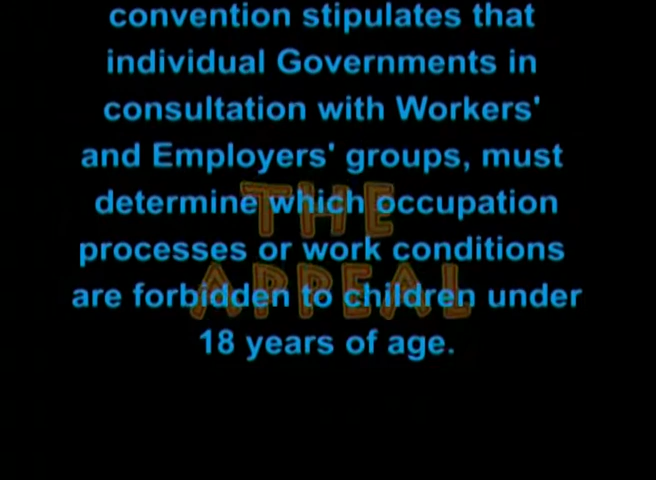 convention stipulates that
individual Governments in
consultation with Workers'
and Employers' groups, must
determine which occupation
processes or work conditions
are forbidden to children under
18 years of age.
THE
APPEAL